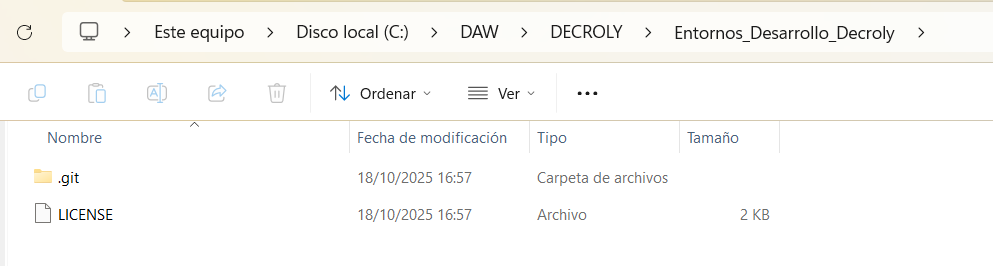 Este equipo > Disco local (C:) > DAW > DECROLY > Entornos_Desarrollo_Decroly >
Ordenar Ver ...
Nombre Fecha de modificación Tipo Tamaño
.git 18/10/2025 16:57 Carpeta de archivos
LICENSE 18/10/2025 16:57 Archivo 2 KB